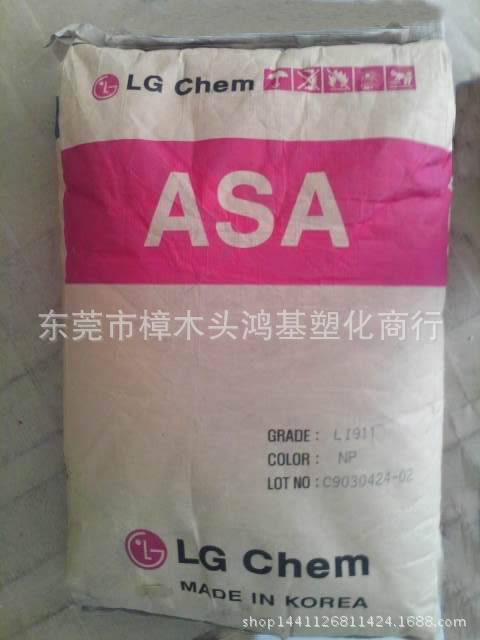 LG Chem
ASA
东莞市樟木头鸿基塑化商行
GRADE: LI911
COLOR: NP
LOT NO: C9030424-02
LG Chem
MADE IN KOREA
shop1441126811424.1688.com